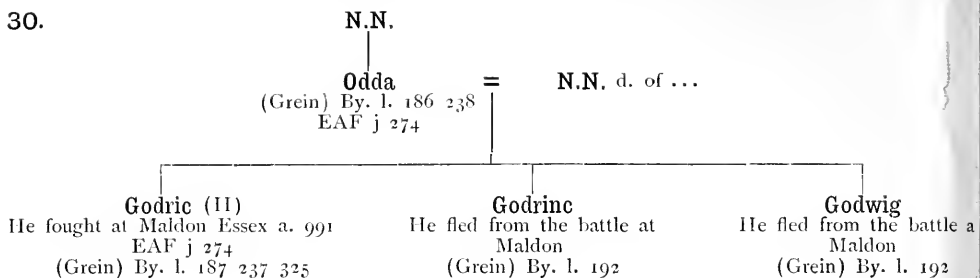 30.
N.N.
Odda = N.N. d. of ...
(Grein) By. l. 186 238
EAF j 274
Godric (II)
He fought at Maldon Essex a. 991
EAF j 274
(Grein) By. l. 187 237 325
Godrinc
He fled from the battle at
Maldon
(Grein) By. l. 192
Godwig
He fled from the battle a
Maldon
(Grein) By. l. 192